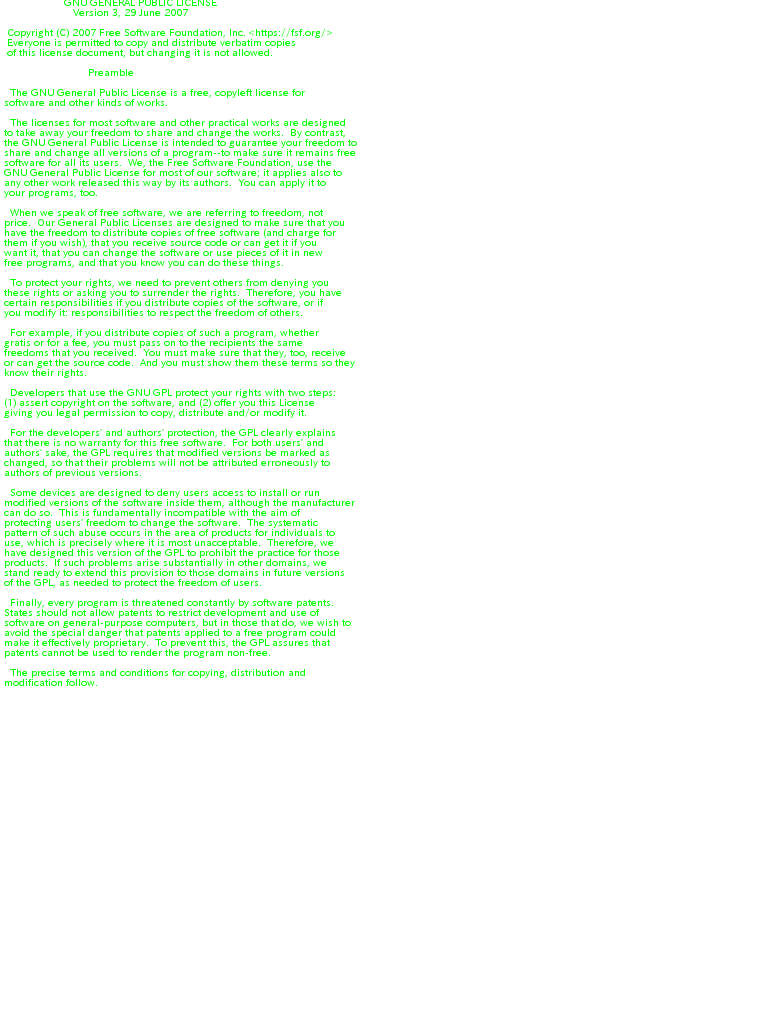 GNU GENERAL PUBLIC LICENSE
Version 3, 29 June 2007

Copyright (C) 2007 Free Software Foundation, Inc. <https://fsf.org/>
Everyone is permitted to copy and distribute verbatim copies
of this license document, but changing it is not allowed.

Preamble

The GNU General Public License is a free, copyleft license for
software and other kinds of works.

The licenses for most software and other practical works are designed
to take away your freedom to share and change the works.  By contrast,
the GNU General Public License is intended to guarantee your freedom to
share and change all versions of a program--to make sure it remains free
software for all its users.  We, the Free Software Foundation, use the
GNU General Public License for most of our software; it applies also to
any other work released this way by its authors.  You can apply it to
your programs, too.

When we speak of free software, we are referring to freedom, not
price.  Our General Public Licenses are designed to make sure that you
have the freedom to distribute copies of free software (and charge for
them if you wish), that you receive source code or can get it if you
want it, that you can change the software or use pieces of it in new
free programs, and that you know you can do these things.

To protect your rights, we need to prevent others from denying you
these rights or asking you to surrender the rights.  Therefore, you have
certain responsibilities if you distribute copies of the software, or if
you modify it: responsibilities to respect the freedom of others.

For example, if you distribute copies of such a program, whether
gratis or for a fee, you must pass on to the recipients the same
freedoms that you received.  You must make sure that they, too, receive
or can get the source code.  And you must show them these terms so they
know their rights.

Developers that use the GNU GPL protect your rights with two steps:
(1) assert copyright on the software, and (2) offer you this License
giving you legal permission to copy, distribute and/or modify it.

For the developers' and authors' protection, the GPL clearly explains
that there is no warranty for this free software.  For both users' and
authors' sake, the GPL requires that modified versions be marked as
changed, so that their problems will not be attributed erroneously to
authors of previous versions.

Some devices are designed to deny users access to install or run
modified versions of the software inside them, although the manufacturer
can do so.  This is fundamentally incompatible with the aim of
protecting users' freedom to change the software.  The systematic
pattern of such abuse occurs in the area of products for individuals to
use, which is precisely where it is most unacceptable.  Therefore, we
have designed this version of the GPL to prohibit the practice for those
products.  If such problems arise substantially in other domains, we
stand ready to extend this provision to those domains in future versions
of the GPL, as needed to protect the freedom of users.

Finally, every program is threatened constantly by software patents.
States should not allow patents to restrict development and use of
software on general-purpose computers, but in those that do, we wish to
avoid the special danger that patents applied to a free program could
make it effectively proprietary.  To prevent this, the GPL assures that
patents cannot be used to render the program non-free.

The precise terms and conditions for copying, distribution and
modification follow.